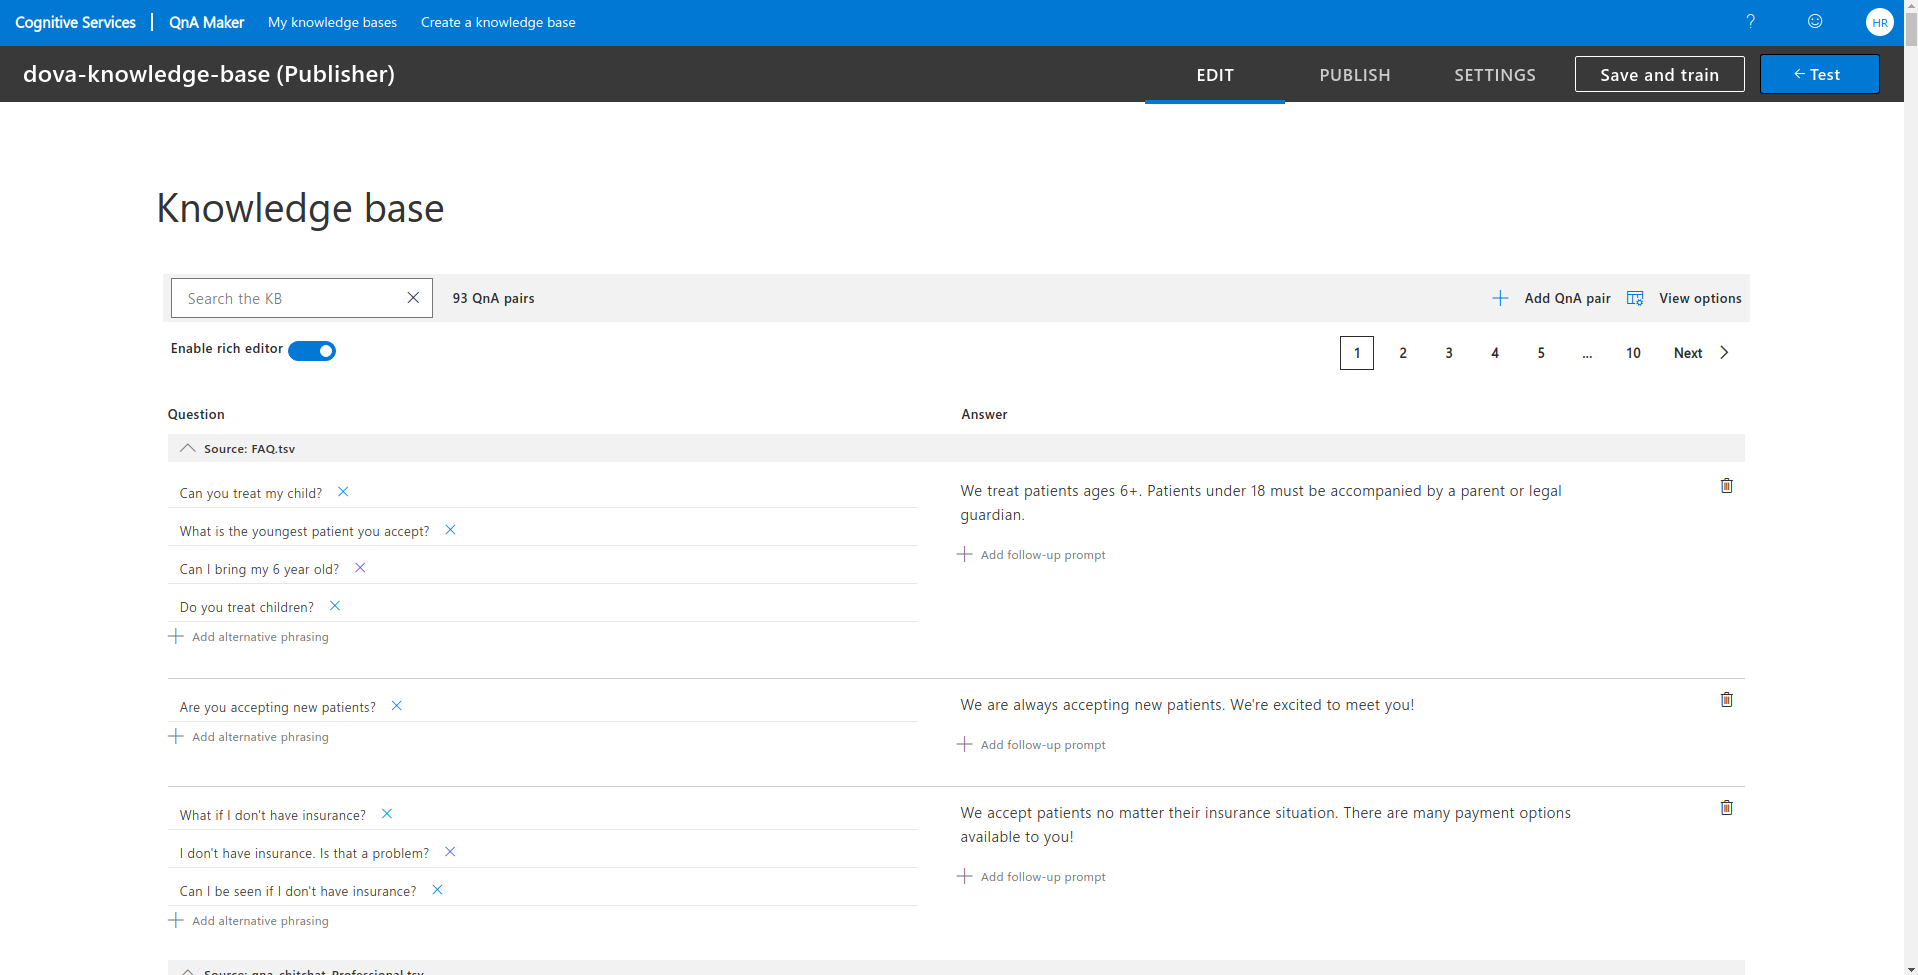 Cognitive Services | QnA Maker My knowledge bases Create a knowledge base ? HR
dova-knowledge-base (Publisher) EDIT PUBLISH SETTINGS Save and train ← Test
Knowledge base
Search the KB 93 QnA pairs Add QnA pair View options
Enable rich editor 1 2 3 4 5 ... 10 Next
Question Answer
Source: FAQ.tsv
Can you treat my child?
What is the youngest patient you accept?
Can I bring my 6 year old?
Do you treat children?
Add alternative phrasing
We treat patients ages 6+. Patients under 18 must be accompanied by a parent or legal
guardian.
Add follow-up prompt
Are you accepting new patients?
Add alternative phrasing
We are always accepting new patients. We're excited to meet you!
Add follow-up prompt
What if I don't have insurance?
I don't have insurance. Is that a problem?
Can I be seen if I don't have insurance?
Add alternative phrasing
We accept patients no matter their insurance situation. There are many payment options
available to you!
Add follow-up prompt
Source: qna_chitchat_Professional.tsv